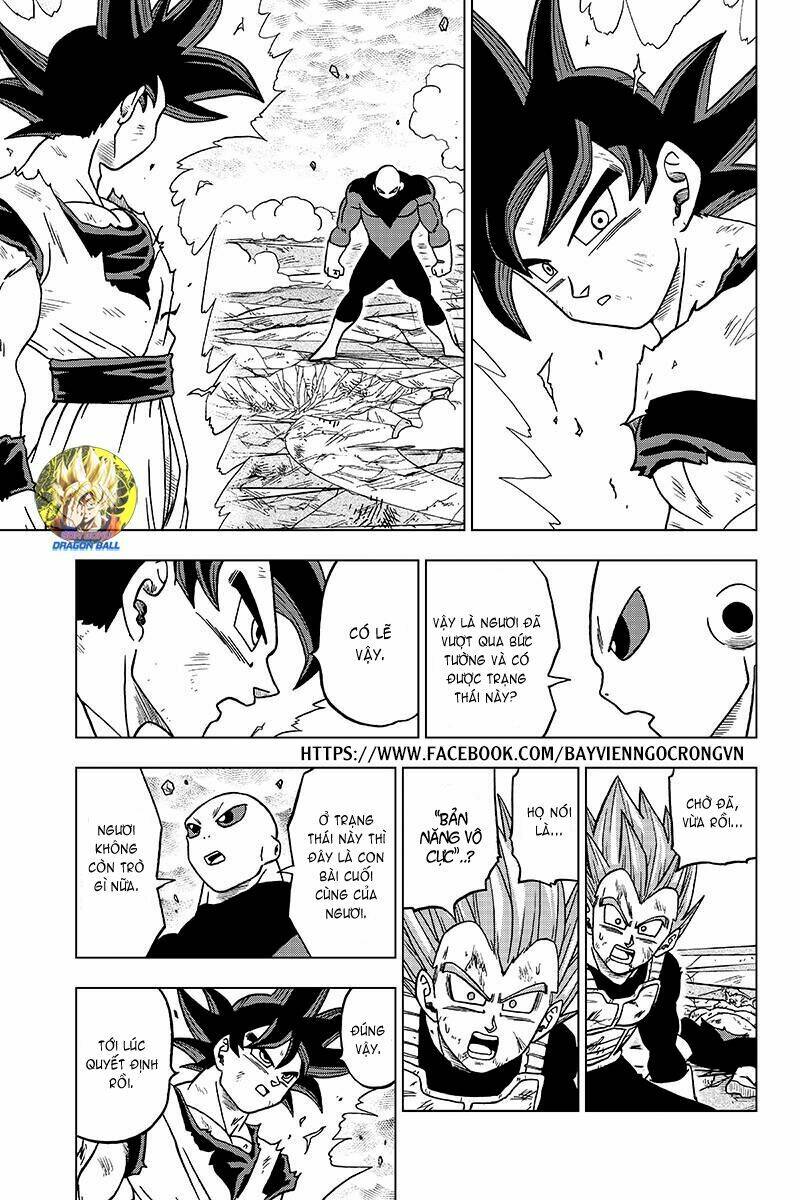 VẬY LÀ NGƯƠI ĐÃ
VƯỢT QUA BỨC
TƯỜNG VÀ CÓ
ĐƯỢC TRẠNG
THÁI NÀY?
CÓ LẼ
VẬY.
HTTPS://WWW.FACEBOOK.COM/BAYVIENNGOCRONGVN
CHỜ ĐÃ,
VỪA RỒI...
HỌ NÓI
LÀ...
"BẢN
NĂNG VÔ
CỰC"..?
Ở TRẠNG
THÁI NÀY THÌ
ĐÂY LÀ CON
BÀI CUỐI
CÙNG CỦA
NGƯƠI.
NGƯƠI
KHÔNG
CÒN TRÒ
GÌ NỮA.
ĐÚNG
VẬY.
TỚI LÚC
QUYẾT ĐỊNH
RỒI.
DRAGON BALL